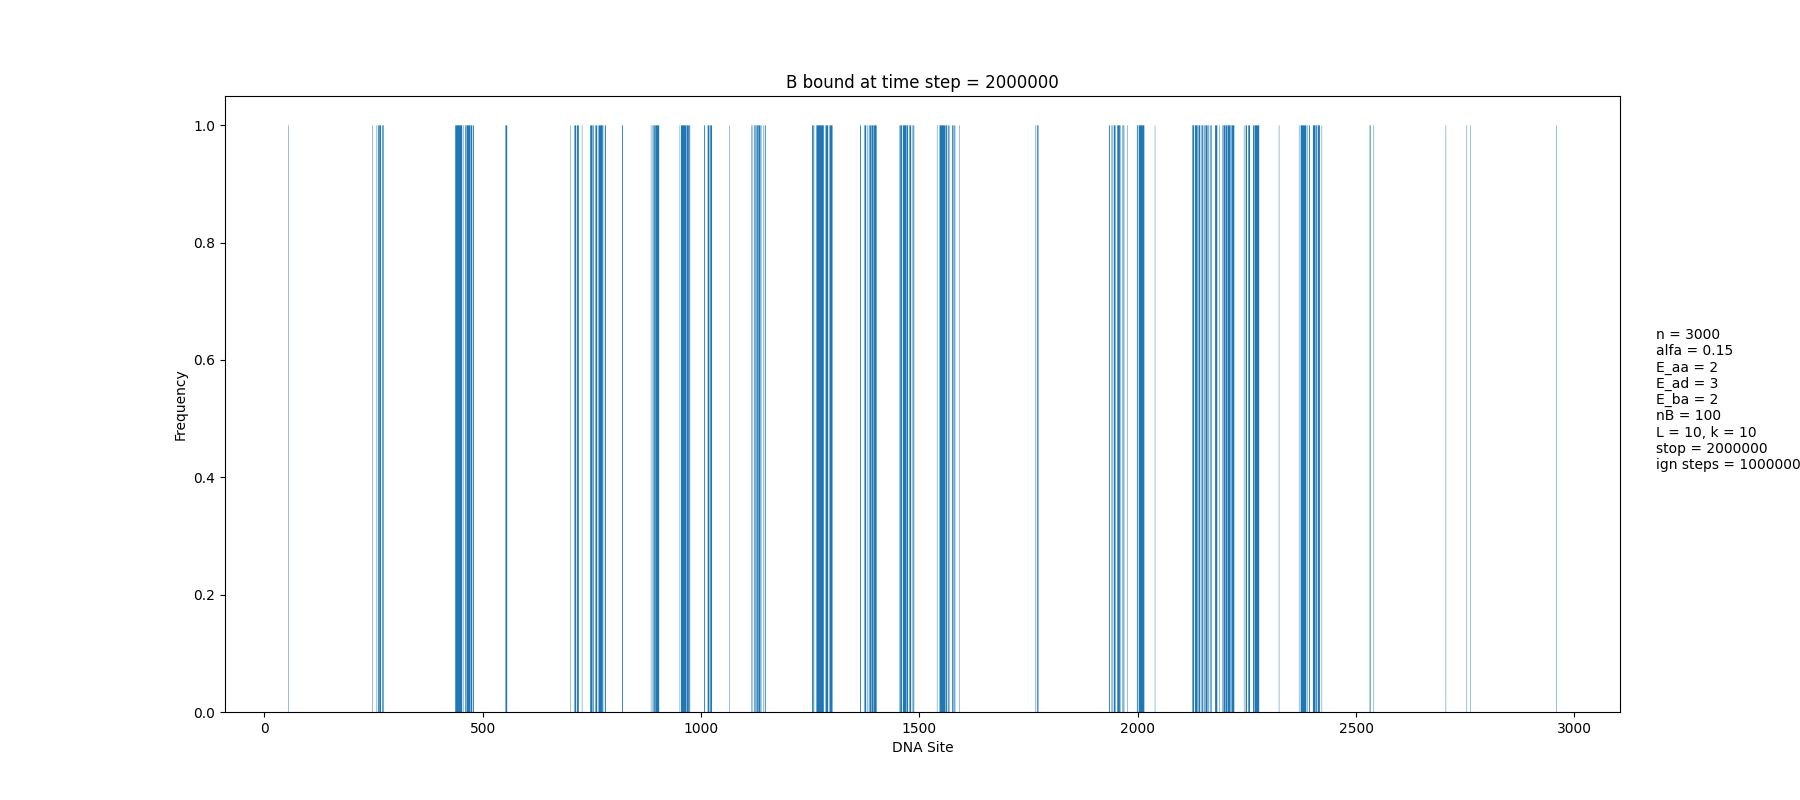 B bound at time step = 2000000
1.0
0.8
0.6
0.4
0.2
0.0
Frequency
0 500 1000 1500 2000 2500 3000
DNA Site
n = 3000
alfa = 0.15
E_aa = 2
E_ad = 3
E_ba = 2
nB = 100
L = 10, k = 10
stop = 2000000
ign steps = 1000000